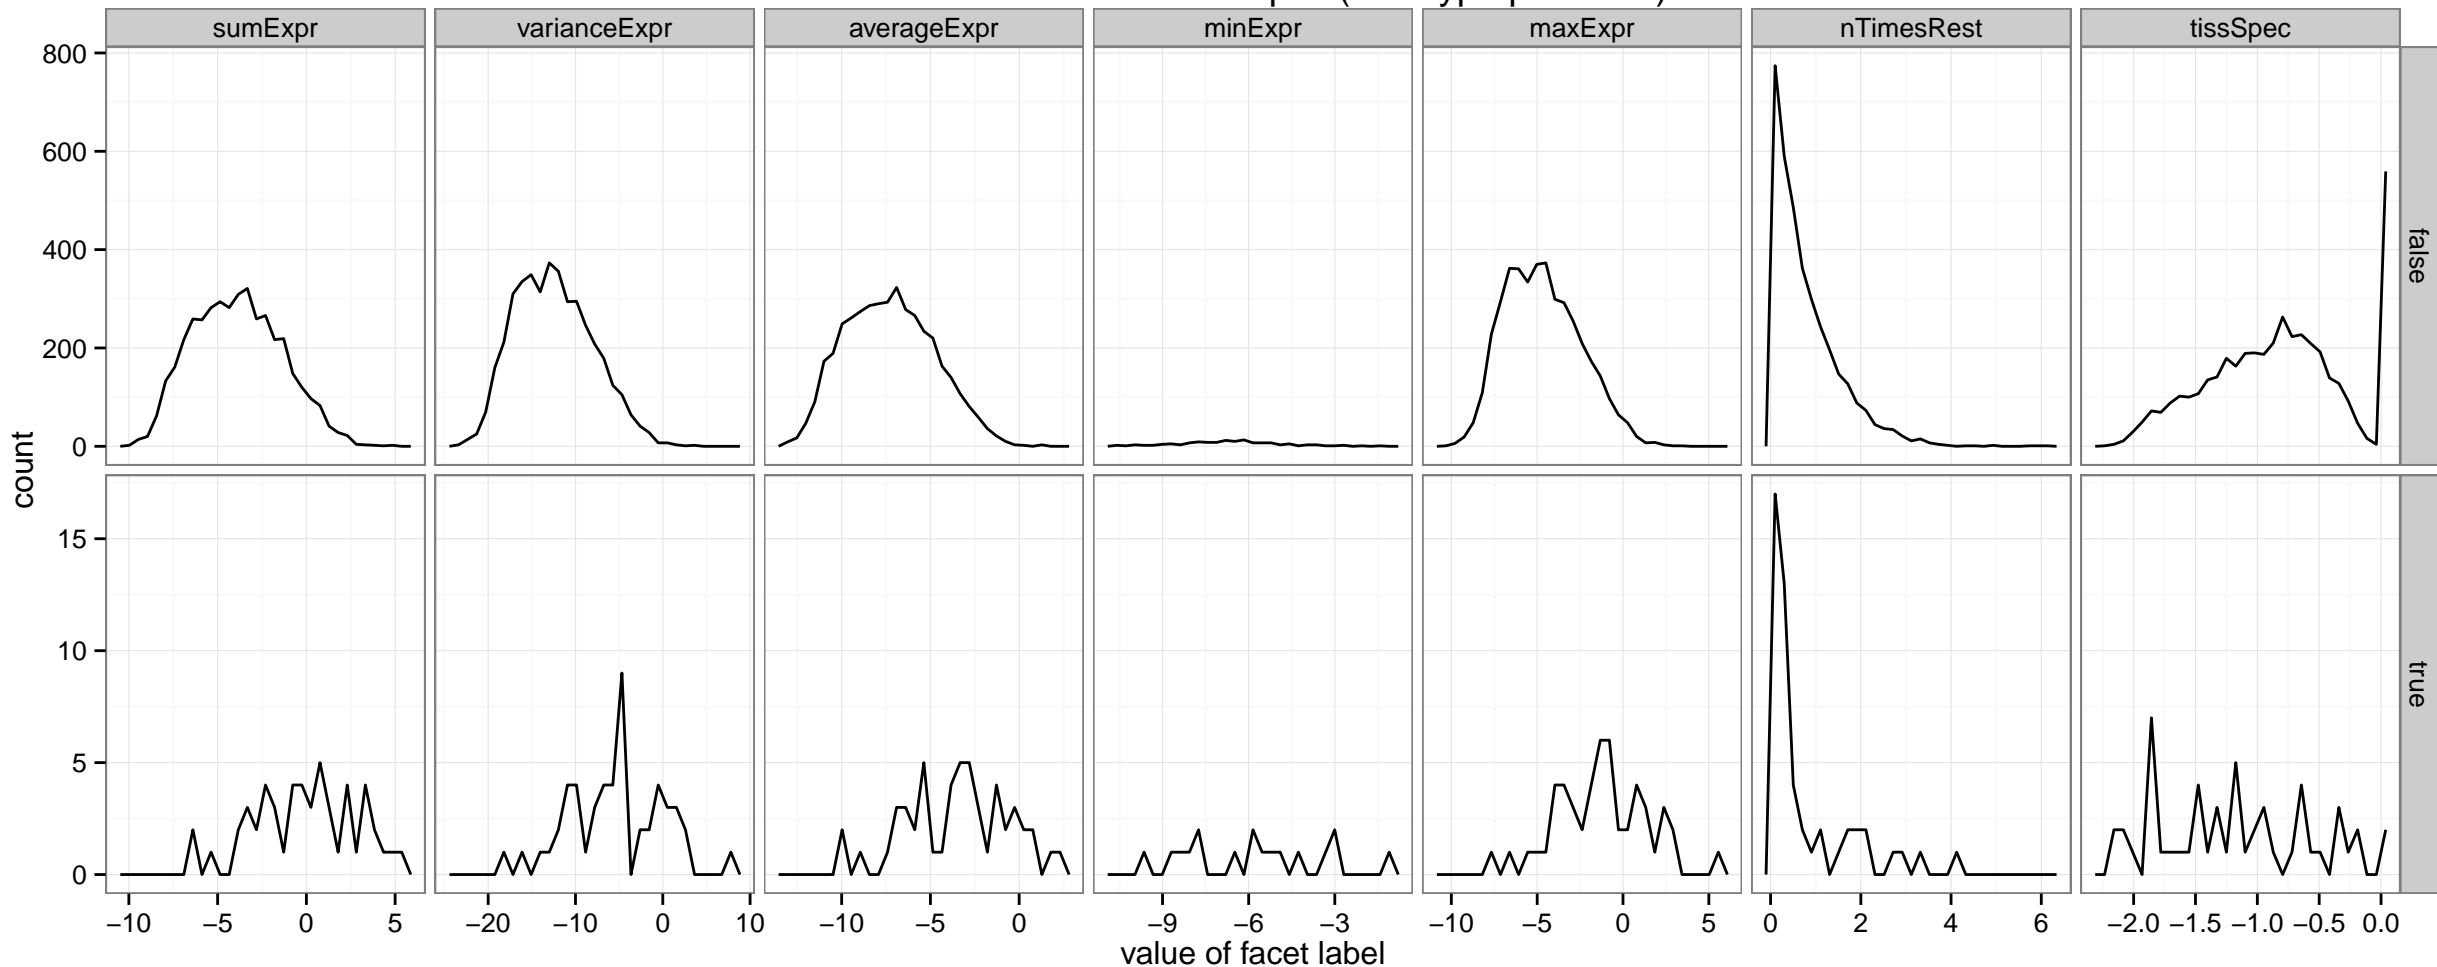 sumExpr varianceExpr averageExpr minExpr maxExpr nTimesRest tissSpec
800
600
400
200
0
false
count
15
10
5
0
true
−10 −5 0 5 −20 −10 0 10 −10 −5 0 −9 −6 −3 −10 −5 0 5 0 2 4 6 −2.0 −1.5 −1.0 −0.5 0.0
value of facet label